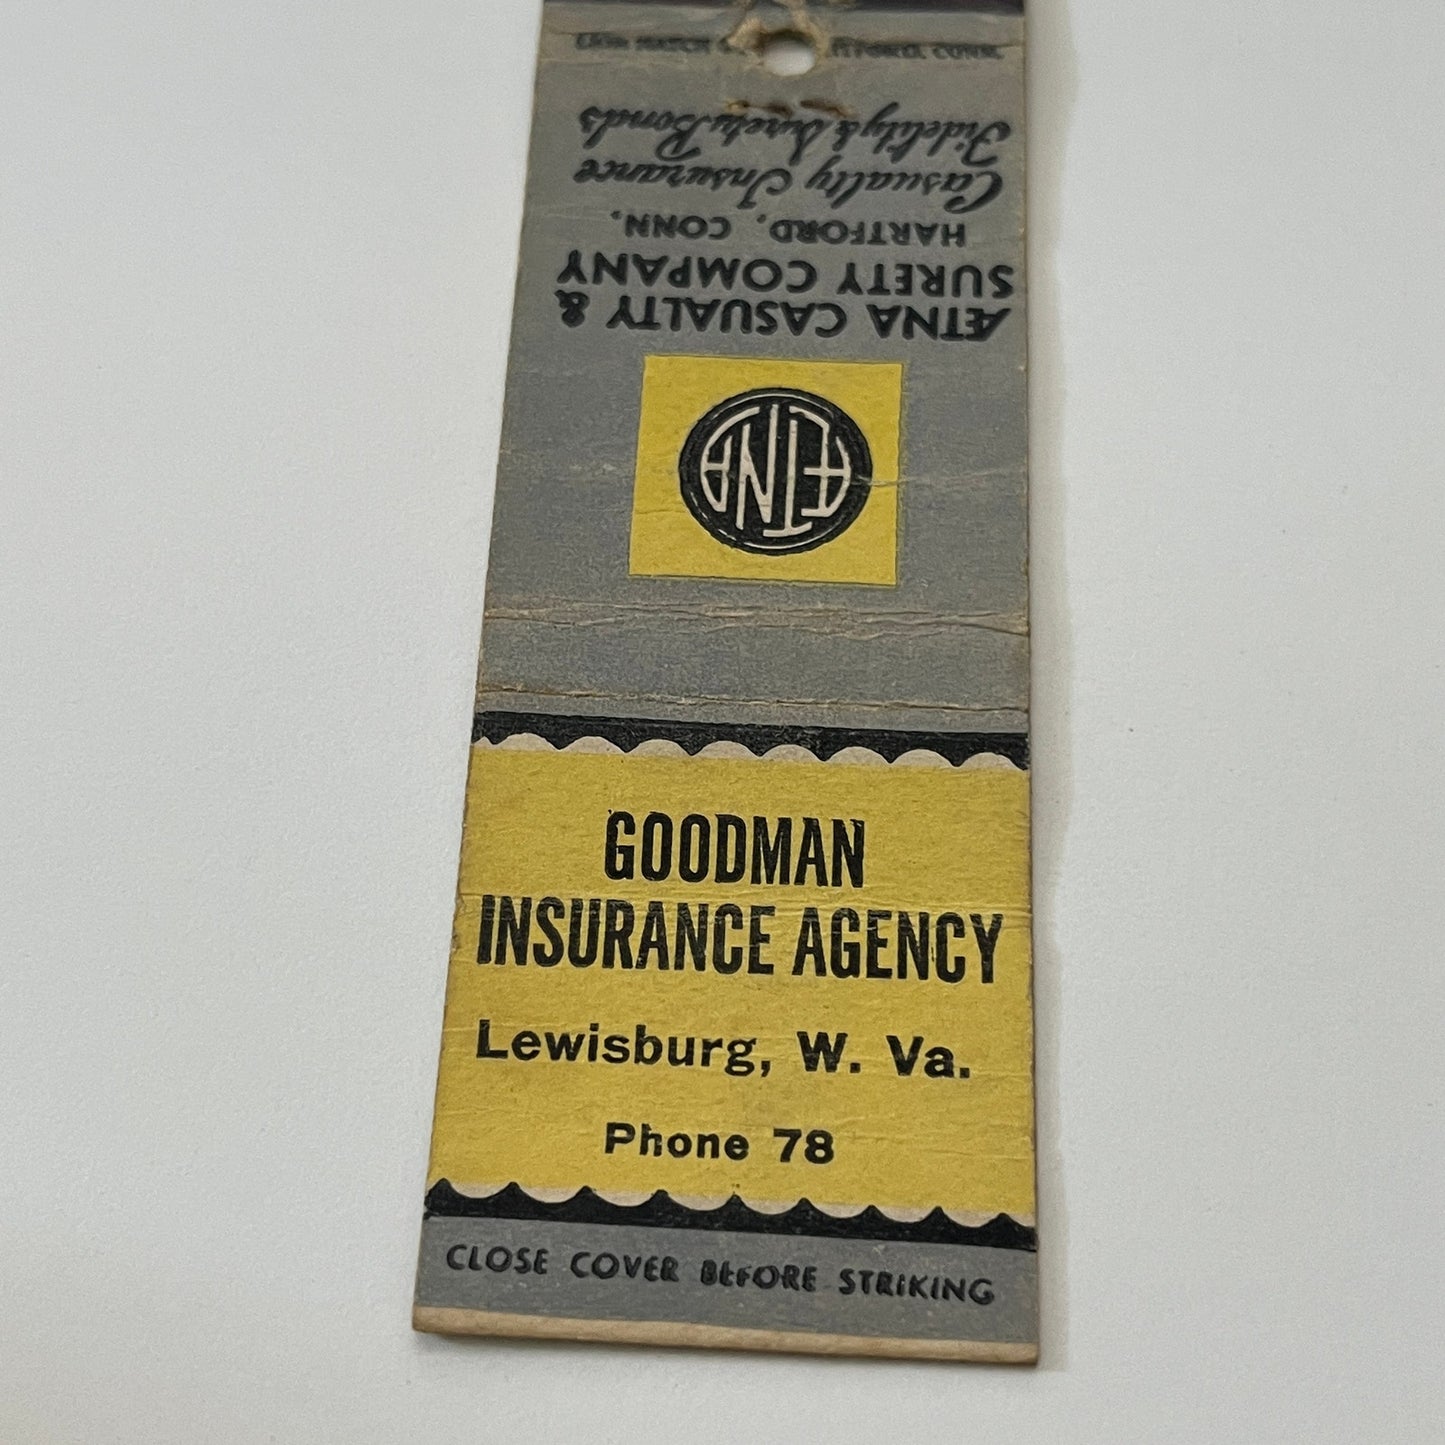 GOODMAN
INSURANCE AGENCY
Lewisburg, W. Va.
Phone 78
CLOSE COVER BEFORE STRIKING
ÆTNA
ÆTNA CASUALTY &
SURETY COMPANY
HARTFORD, CONN.
Casualty Insurance
Fidelity & Surety Bonds
CONN.